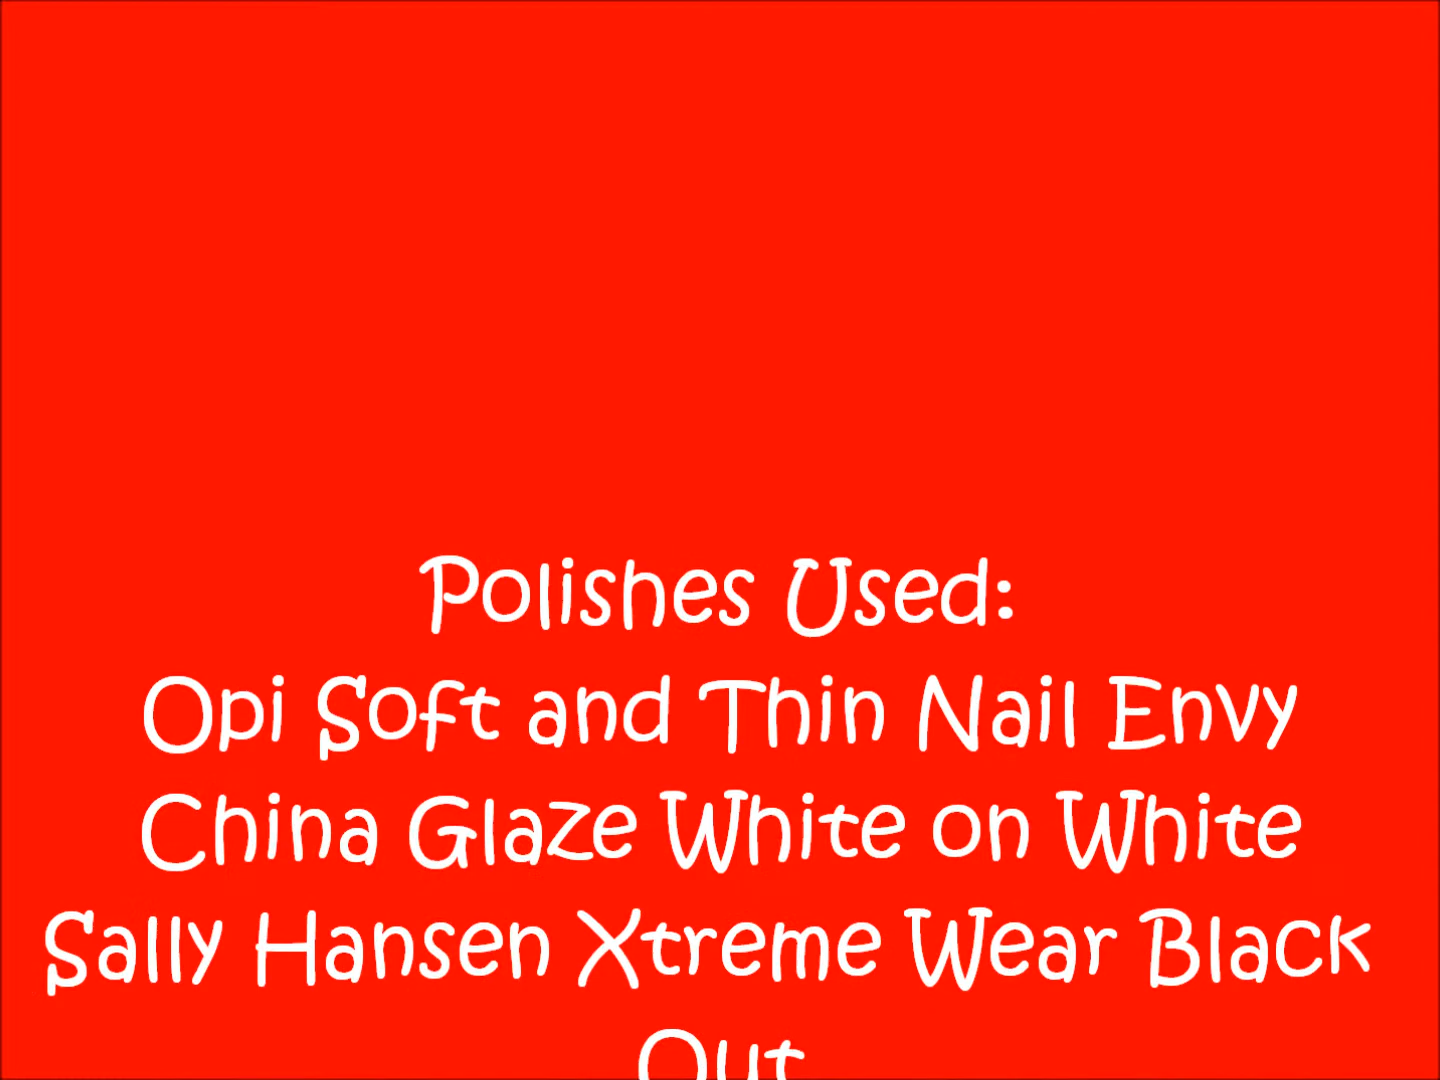 Polishes Used:
Opi Soft and Thin Nail Envy
China Glaze White on White
Sally Hansen Xtreme Wear Black
Out